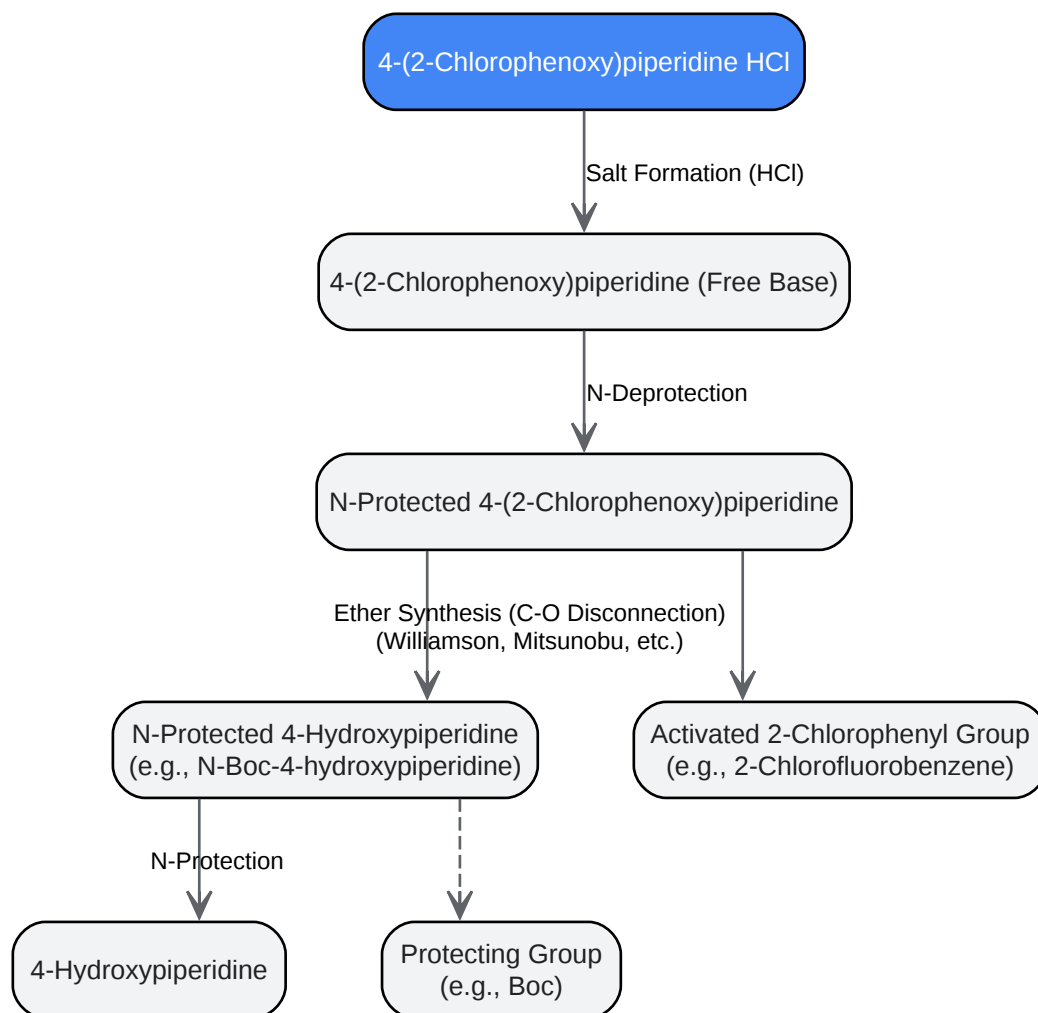 4-(2-Chlorophenoxy)piperidine HCl
Salt Formation (HCl)
4-(2-Chlorophenoxy)piperidine (Free Base)
N-Deprotection
N-Protected 4-(2-Chlorophenoxy)piperidine
Ether Synthesis (C-O Disconnection)
(Williamson, Mitsunobu, etc.)
N-Protected 4-Hydroxypiperidine
(e.g., N-Boc-4-hydroxypiperidine)
Activated 2-Chlorophenyl Group
(e.g., 2-Chlorofluorobenzene)
N-Protection
4-Hydroxypiperidine
Protecting Group
(e.g., Boc)